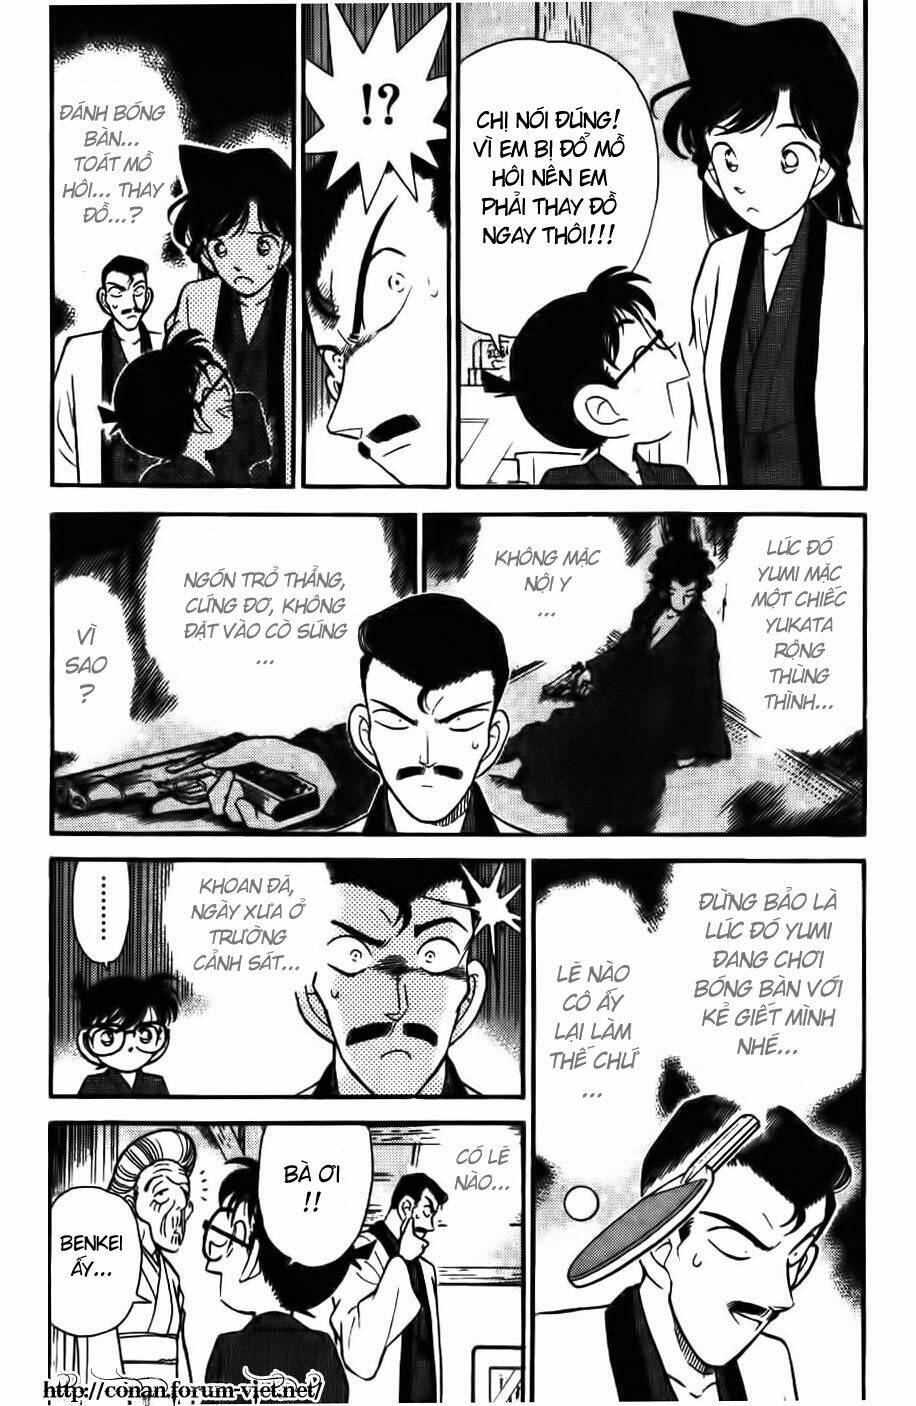 CHỊ NÓI ĐÚNG!
VÌ EM BỊ ĐỔ MỒ
HÔI NÊN EM
PHẢI THAY ĐỒ
NGAY THÔI!!!
!?
ĐÁNH BÓNG
BÀN...
TOÁT MỒ
HÔI... THAY
ĐỒ...?
LÚC ĐÓ
YUMI MẶC
MỘT CHIẾC
YUKATA
RỘNG
THÙNG
THÌNH...
KHÔNG MẶC
NỘI Y
...
NGÓN TRỎ THẲNG,
CỨNG ĐƠ, KHÔNG
ĐẶT VÀO CÒ SÚNG
...
VÌ
SAO
?
ĐỪNG BẢO LÀ
LÚC ĐÓ YUMI
ĐANG CHƠI
BÓNG BÀN VỚI
KẺ GIẾT MÌNH
NHÉ...
LẼ NÀO
CÔ ẤY
LẠI LÀM
THẾ CHỨ
...
KHOAN ĐÃ,
NGÀY XƯA Ở
TRƯỜNG
CẢNH SÁT...
.........
CÓ LẼ
NÀO...
BÀ ƠI
!!
BENKEI
ẤY...
http://conan.forum-viet.net/